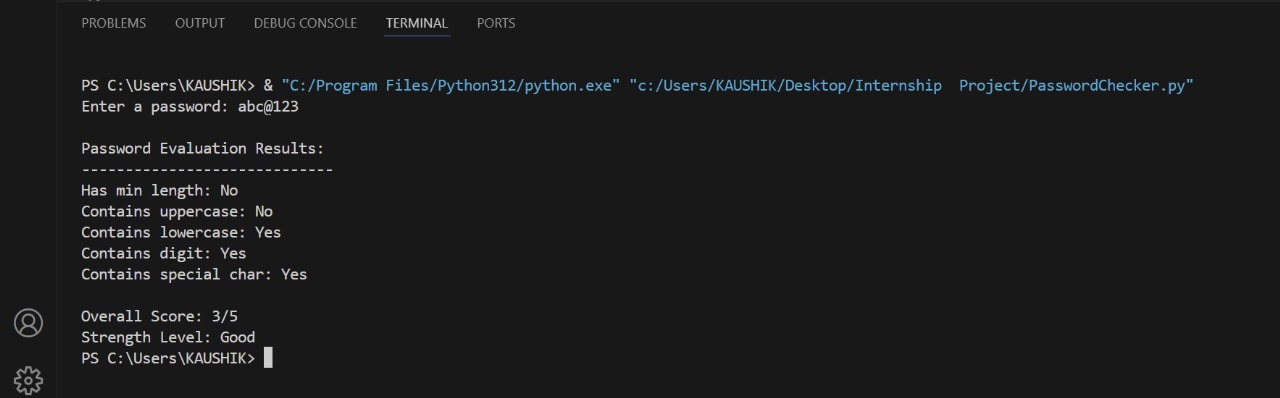 PROBLEMS OUTPUT DEBUG CONSOLE TERMINAL PORTS
PS C:\Users\KAUSHIK> & "C:/Program Files/Python312/python.exe" "c:/Users/KAUSHIK/Desktop/Internship  Project/PasswordChecker.py"
Enter a password: abc@123
Password Evaluation Results:
-----------------------------
Has min length: No
Contains uppercase: No
Contains lowercase: Yes
Contains digit: Yes
Contains special char: Yes
Overall Score: 3/5
Strength Level: Good
PS C:\Users\KAUSHIK>